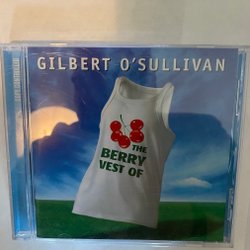 GILBERT O'SULLIVAN
THE
BERRY
VEST OF